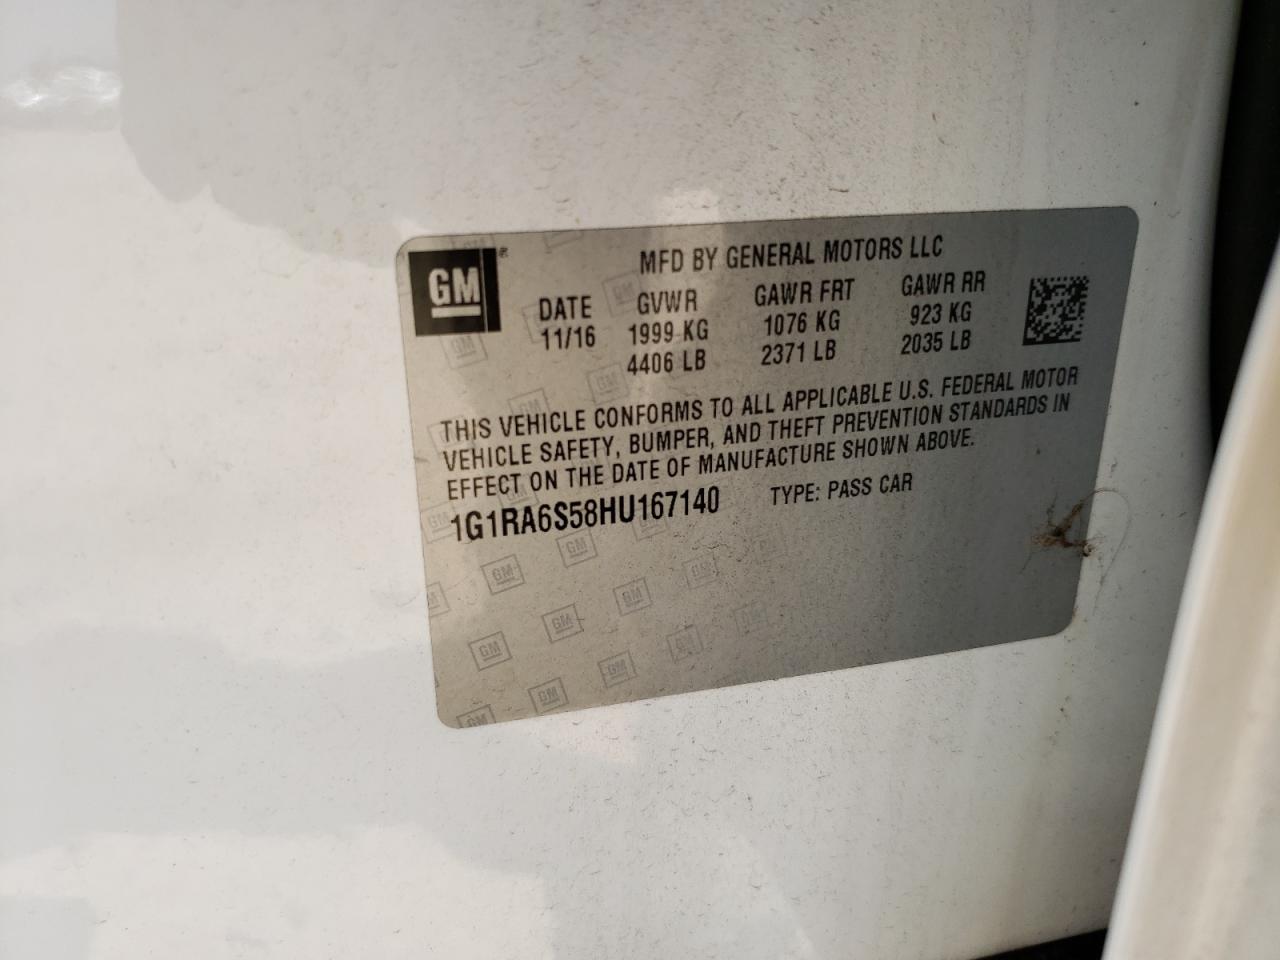 GM
MFD BY GENERAL MOTORS LLC
DATE GVWR GAWR FRT GAWR RR
11/16 1999 KG 1076 KG 923 KG
4406 LB 2371 LB 2035 LB
THIS VEHICLE CONFORMS TO ALL APPLICABLE U.S. FEDERAL MOTOR
VEHICLE SAFETY, BUMPER, AND THEFT PREVENTION STANDARDS IN
EFFECT ON THE DATE OF MANUFACTURE SHOWN ABOVE.
1G1RA6S58HU167140 TYPE: PASS CAR